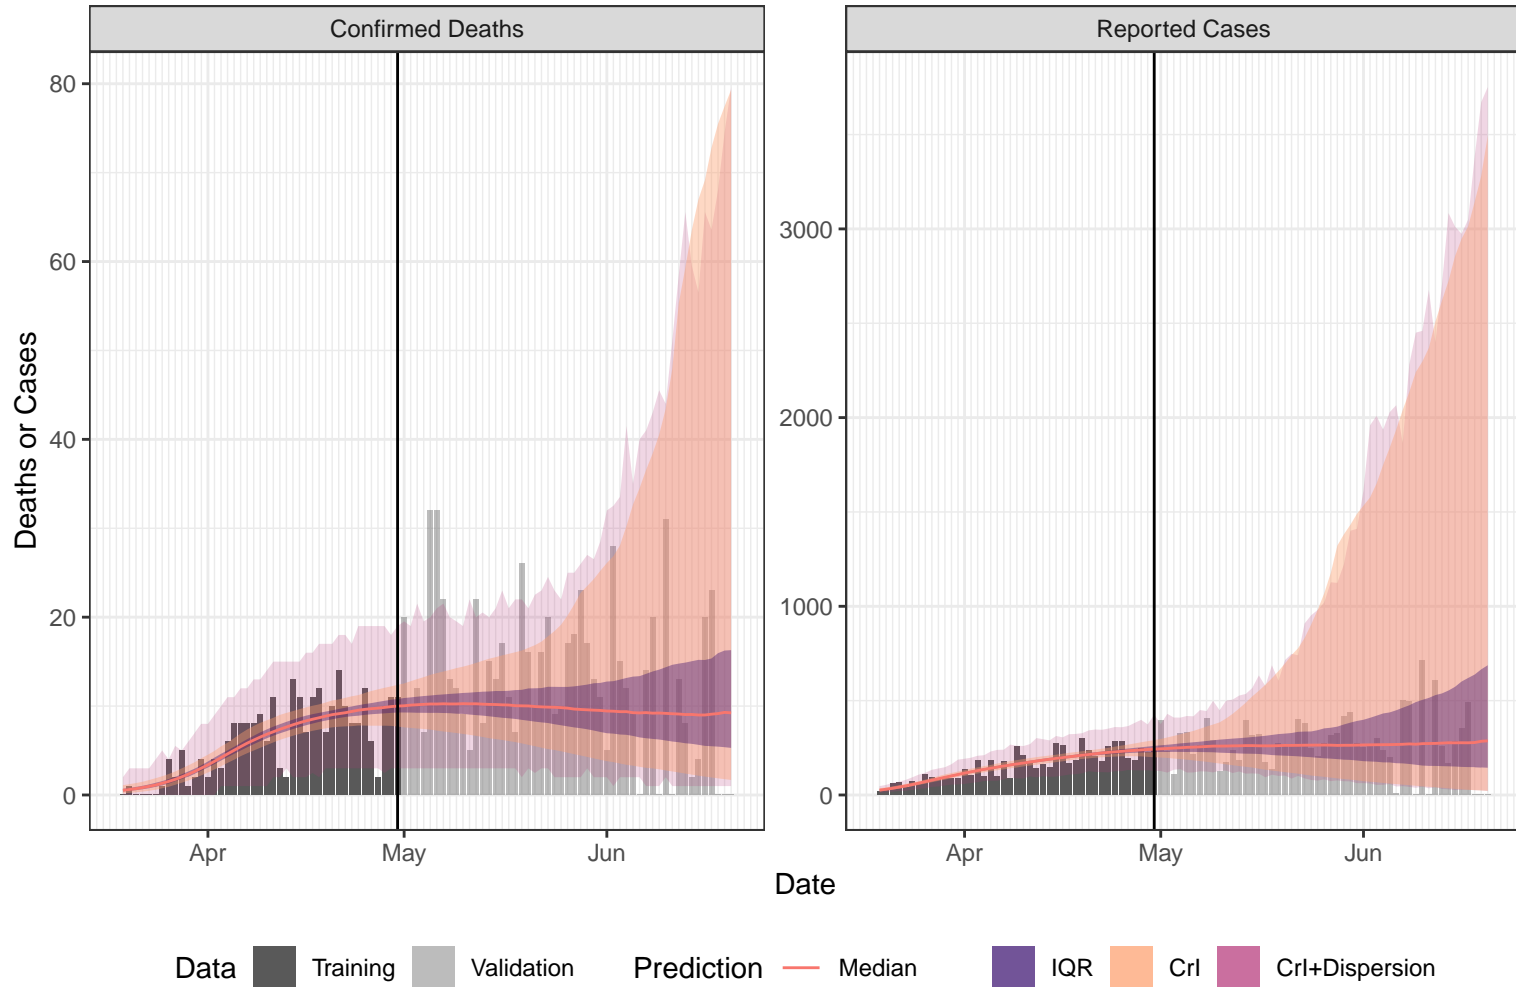 Confirmed Deaths
Reported Cases
Deaths or Cases
80
60
40
20
0
3000
2000
1000
0
Apr
May
Jun
Apr
May
Jun
Date
Data Training Validation Prediction Median IQR CrI CrI+Dispersion